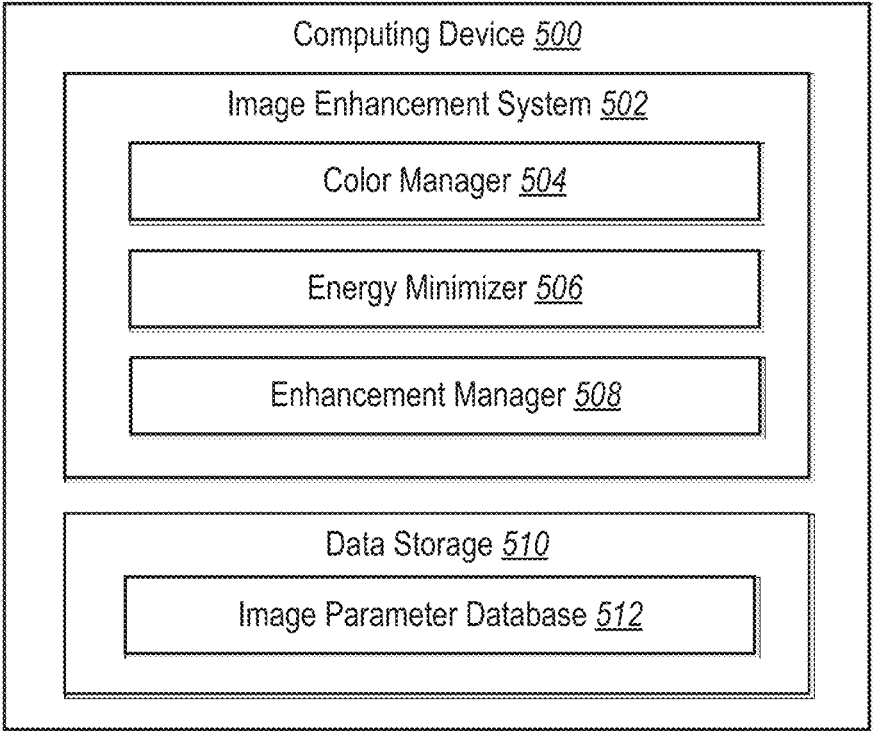 Computing Device 500
Image Enhancement System 502
Color Manager 504
Energy Minimizer 506
Enhancement Manager 508
Data Storage 510
Image Parameter Database 512